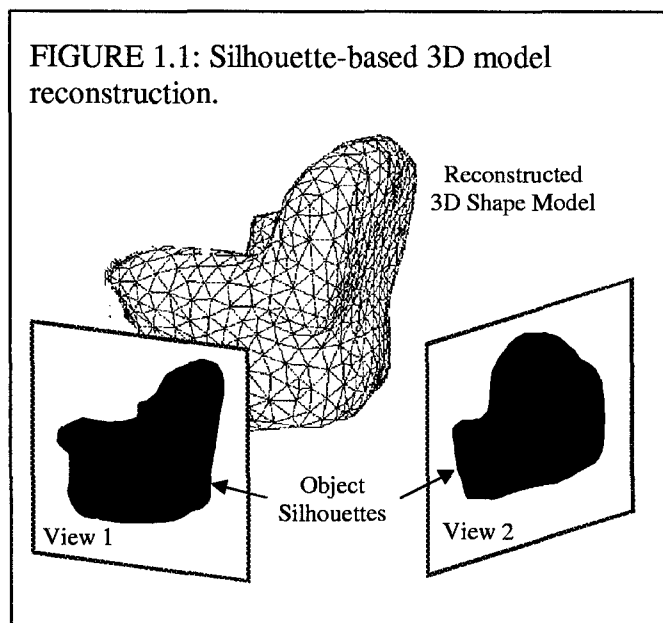 FIGURE 1.1: Silhouette-based 3D model
reconstruction.
Reconstructed
3D Shape Model
Object
Silhouettes
View 1
View 2